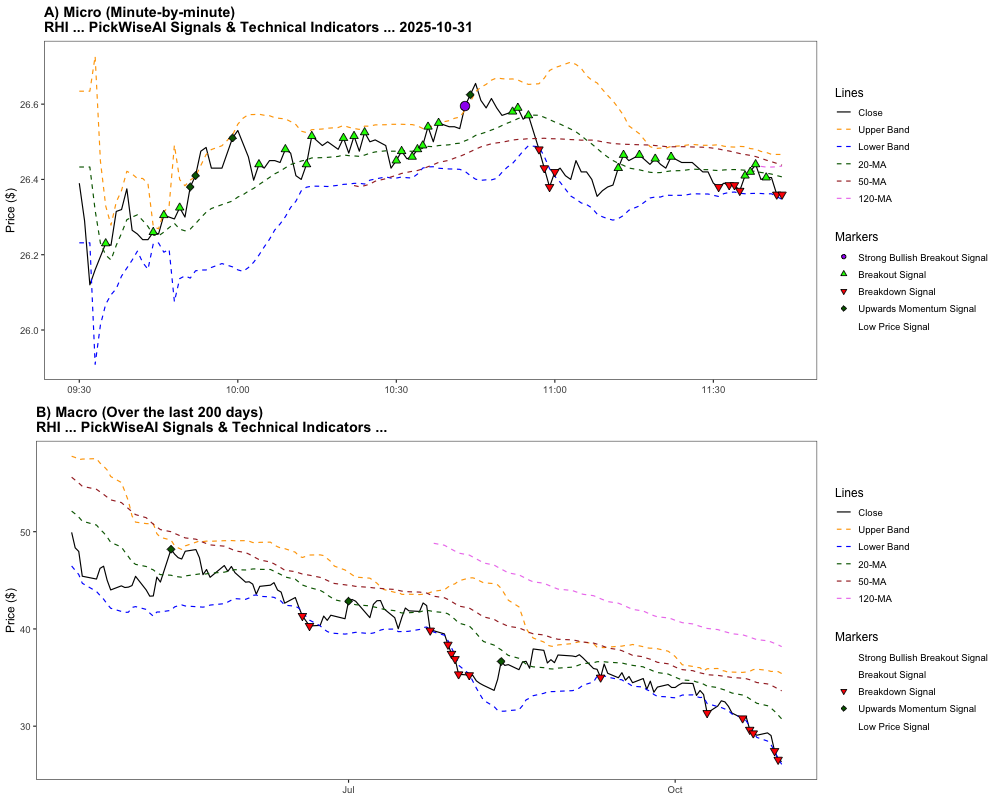 A) Micro (Minute-by-minute)
RHI ... PickWiseAI Signals & Technical Indicators ... 2025-10-31
Price ($)
26.6
26.4
26.2
26.0
09:30
10:00
10:30
11:00
11:30
Lines
Close
Upper Band
Lower Band
20-MA
50-MA
120-MA
Markers
Strong Bullish Breakout Signal
Breakout Signal
Breakdown Signal
Upwards Momentum Signal
Low Price Signal
B) Macro (Over the last 200 days)
RHI ... PickWiseAI Signals & Technical Indicators ...
Price ($)
50
40
30
Jul
Oct
Lines
Close
Upper Band
Lower Band
20-MA
50-MA
120-MA
Markers
Strong Bullish Breakout Signal
Breakout Signal
Breakdown Signal
Upwards Momentum Signal
Low Price Signal